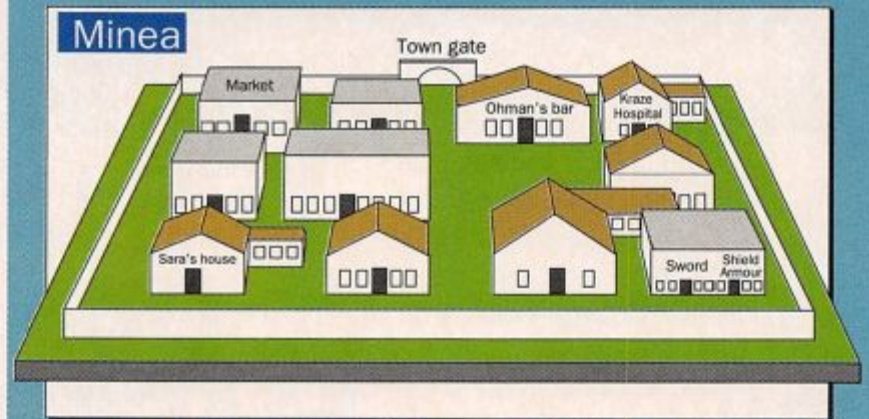 Minea
Town gate
Market
Ohman's bar
Kraze
Hospital
Sara's house
Sword
Shield
Armour